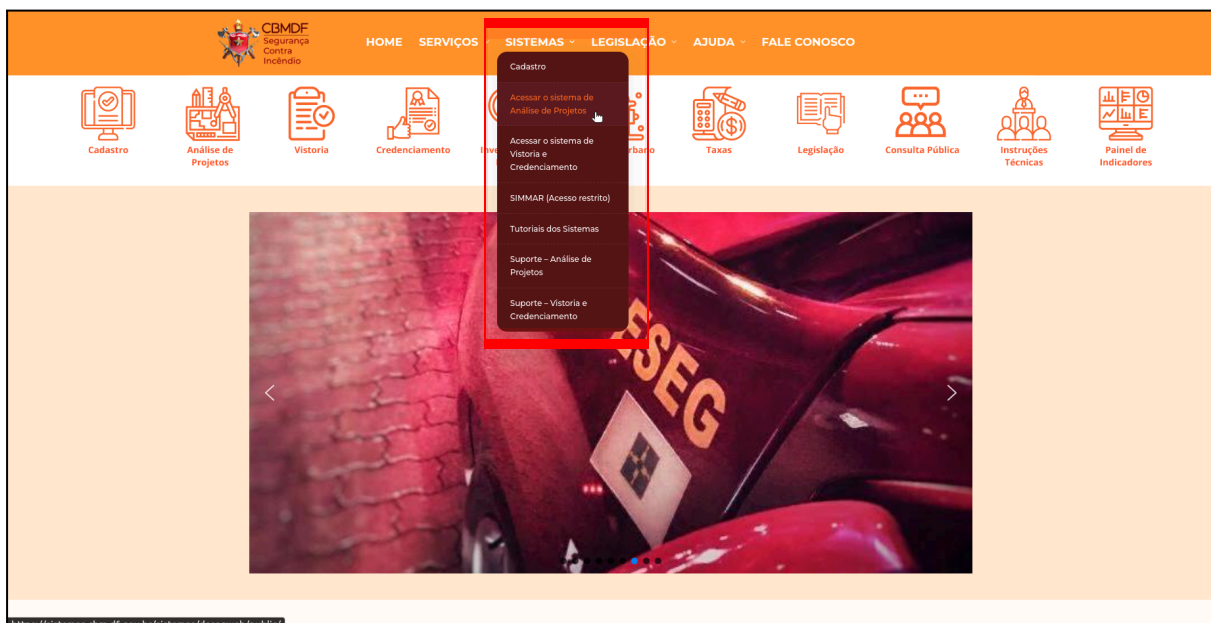 CBMDF
Segurança
Contra
Incêndio
HOME SERVIÇOS SISTEMAS LEGISLAÇÃO AJUDA FALE CONOSCO
Cadastro
Acessar o sistema de
Análise de Projetos
Acessar o sistema de
Vistoria e
Credenciamento
SIMMAR (Acesso restrito)
Tutoriais dos Sistemas
Suporte – Análise de
Projetos
Suporte – Vistoria e
Credenciamento
Cadastro
Análise de
Projetos
Vistoria
Credenciamento
Taxas
Legislação
Consulta Pública
Instruções
Técnicas
Painel de
Indicadores
ESEG